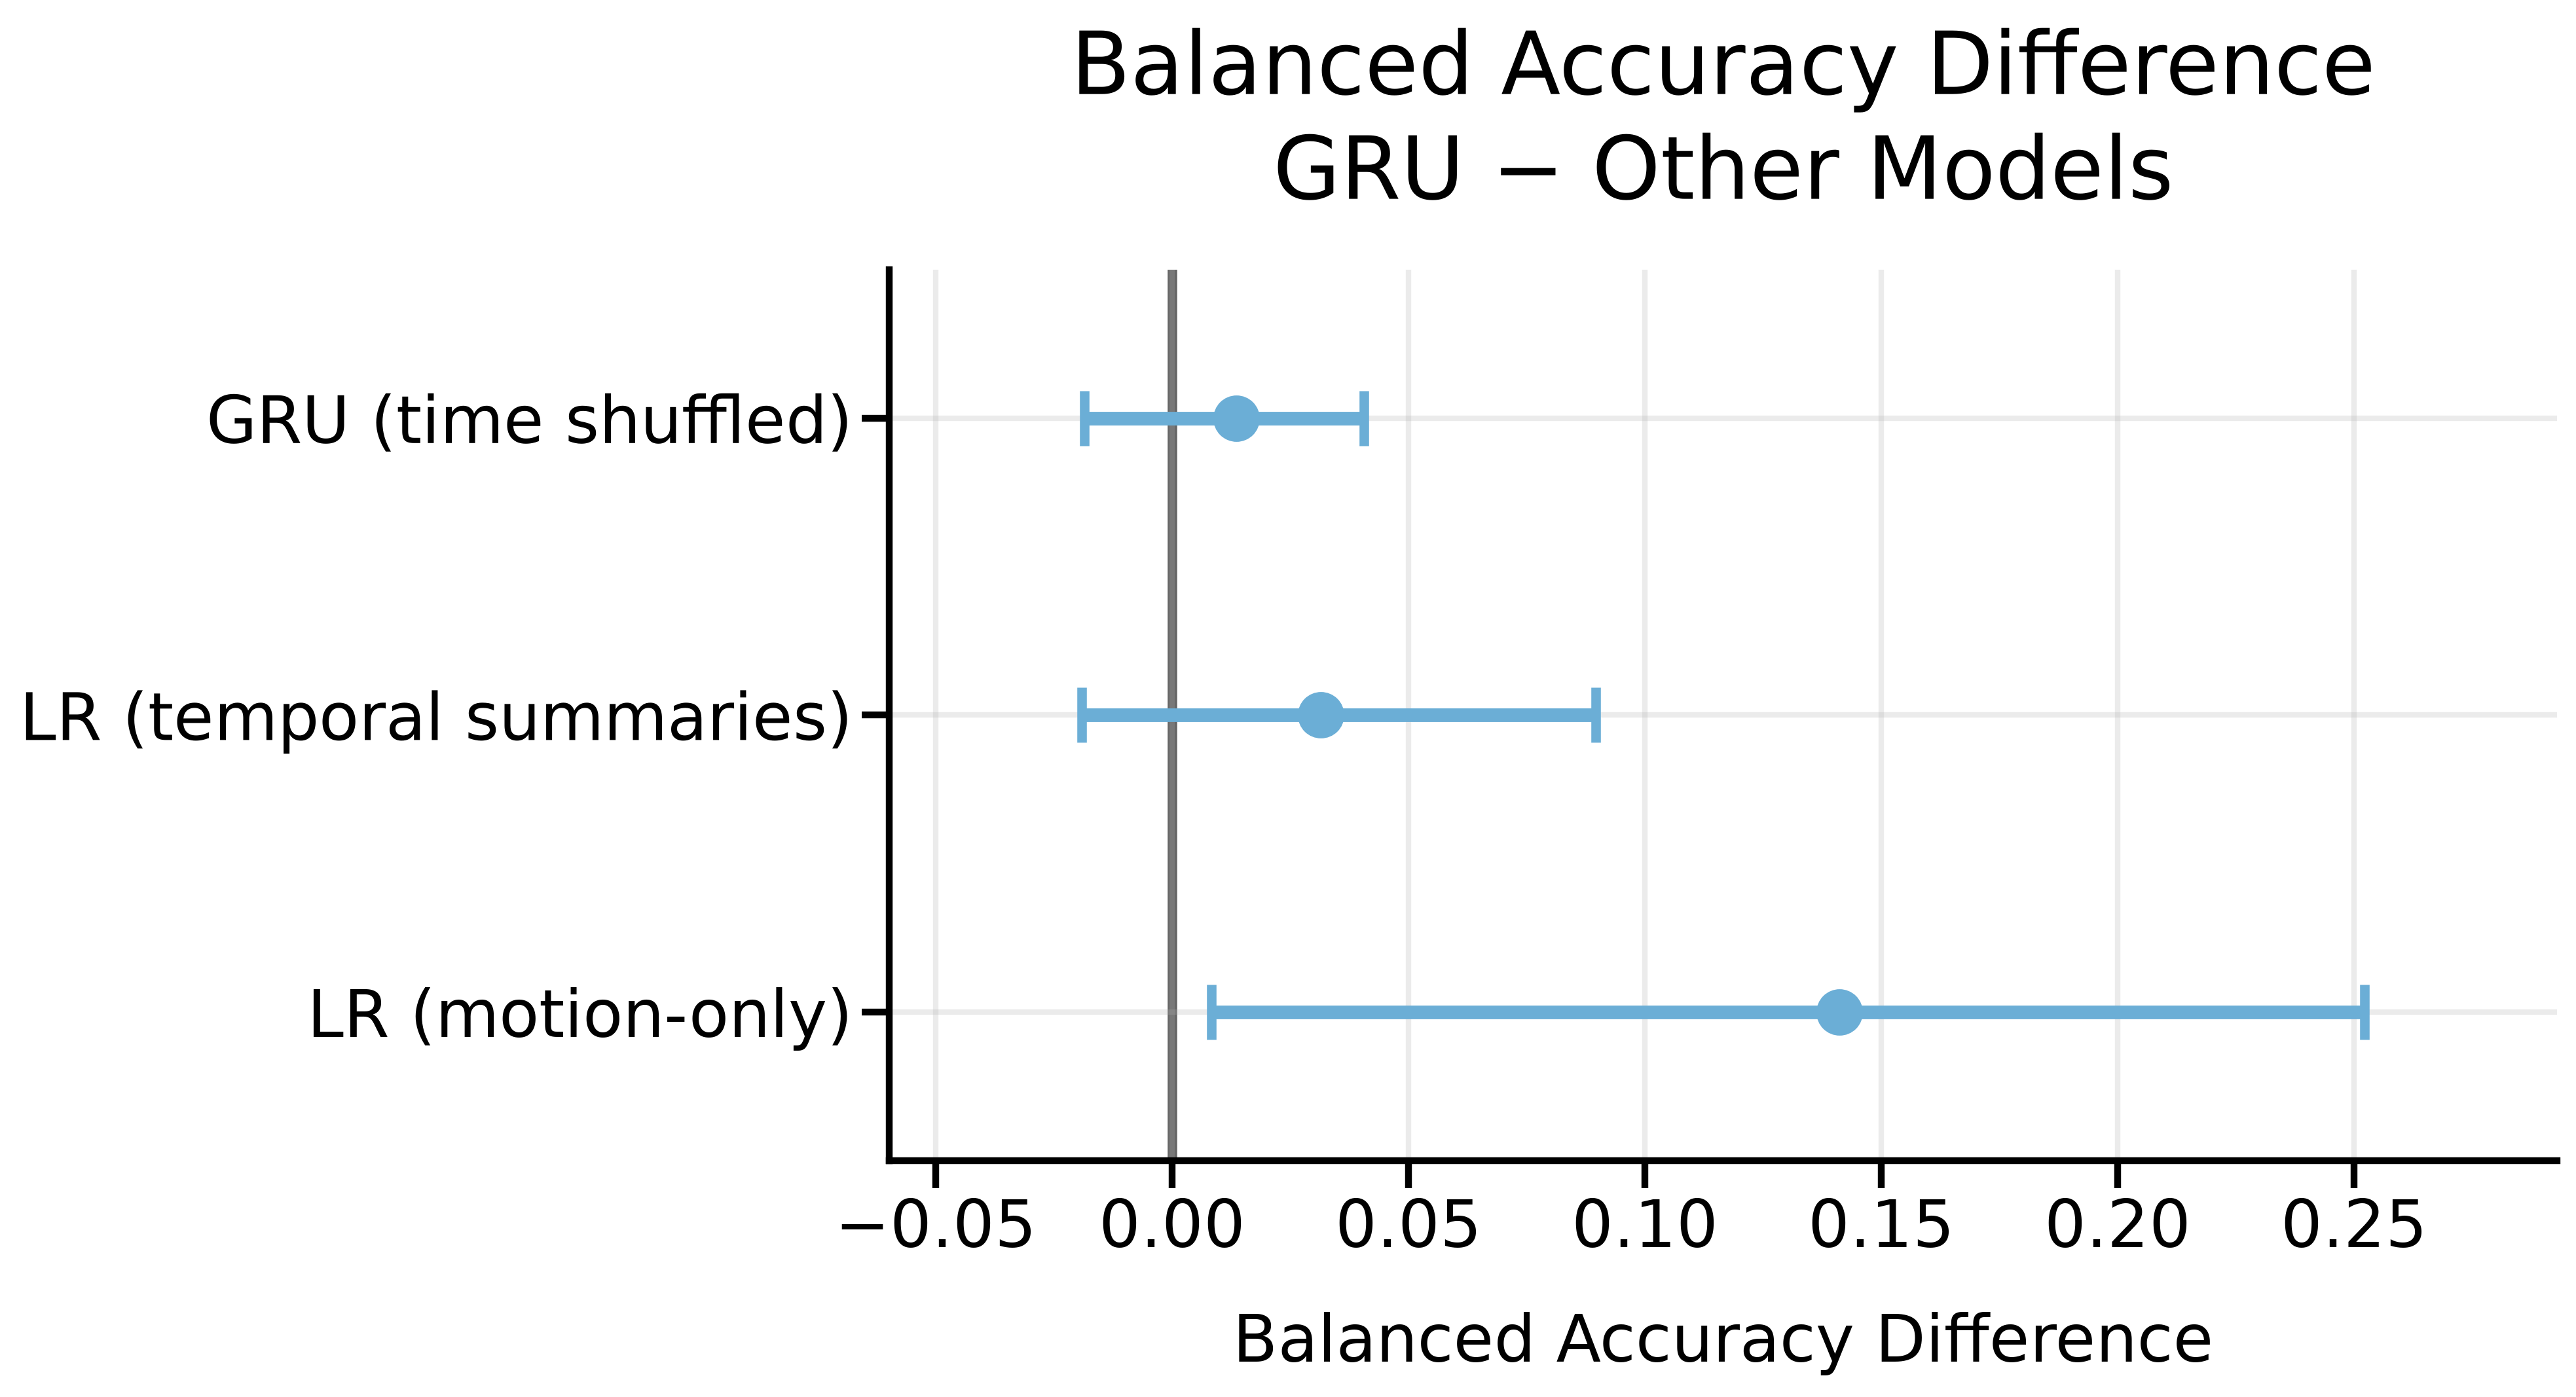 Balanced Accuracy Difference
GRU − Other Models
GRU (time shuffled)
LR (temporal summaries)
LR (motion-only)
−0.05 0.00 0.05 0.10 0.15 0.20 0.25
Balanced Accuracy Difference